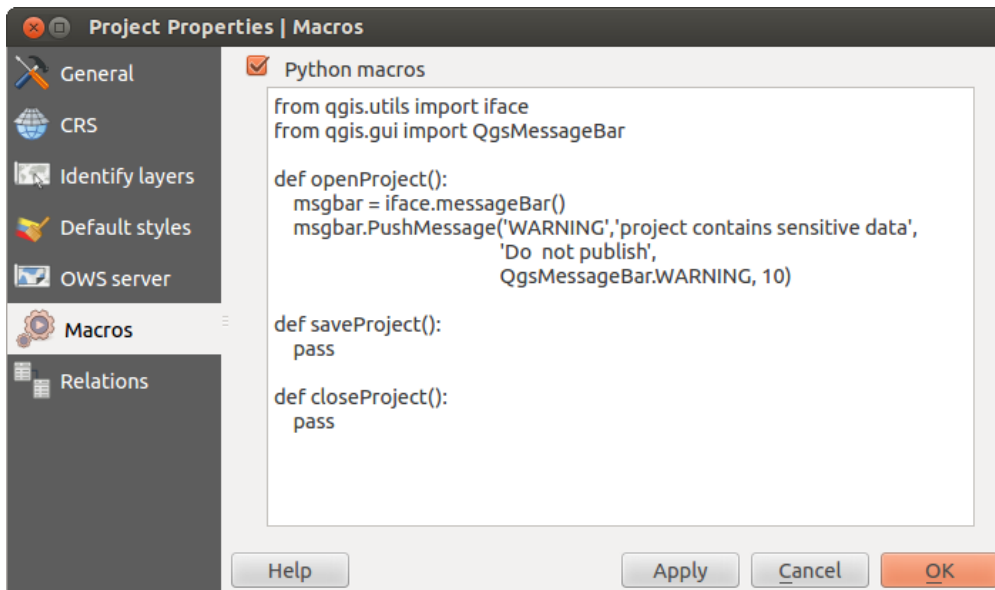 Project Properties | Macros
General
CRS
Identify layers
Default styles
OWS server
Macros
Relations
Python macros
from qgis.utils import iface
from qgis.gui import QgsMessageBar
def openProject():
msgbar = iface.messageBar()
msgbar.PushMessage('WARNING','project contains sensitive data',
'Do  not publish',
QgsMessageBar.WARNING, 10)
def saveProject():
pass
def closeProject():
pass
Help
Apply
Cancel
OK